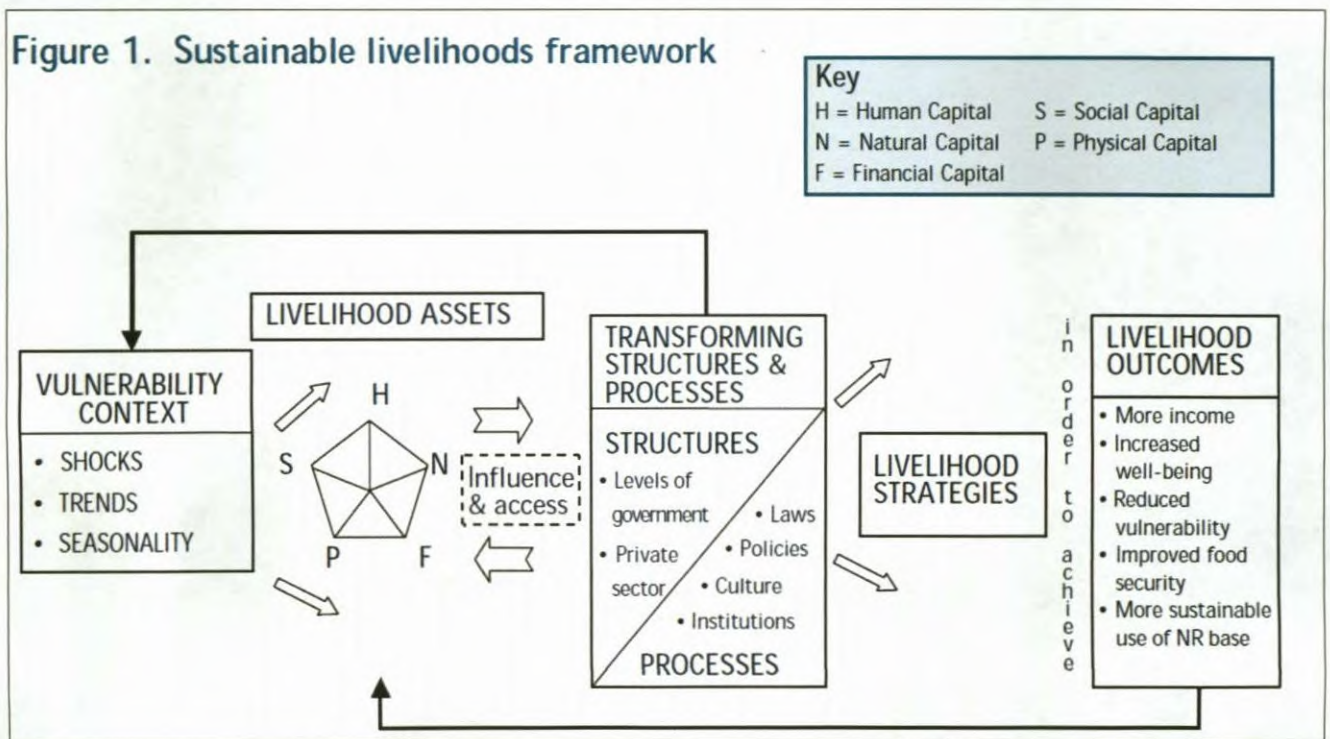 Figure 1. Sustainable livelihoods framework
Key
H = Human Capital S = Social Capital
N = Natural Capital P = Physical Capital
F = Financial Capital
LIVELIHOOD ASSETS
VULNERABILITY
CONTEXT
• SHOCKS
• TRENDS
• SEASONALITY
H
S
N
P
F
Influence
& access
TRANSFORMING
STRUCTURES &
PROCESSES
STRUCTURES
• Levels of
government
• Private
sector
• Laws
• Policies
• Culture
• Institutions
PROCESSES
LIVELIHOOD
STRATEGIES
in order to achieve
LIVELIHOOD
OUTCOMES
• More income
• Increased
well-being
• Reduced
vulnerability
• Improved food
security
• More sustainable
use of NR base